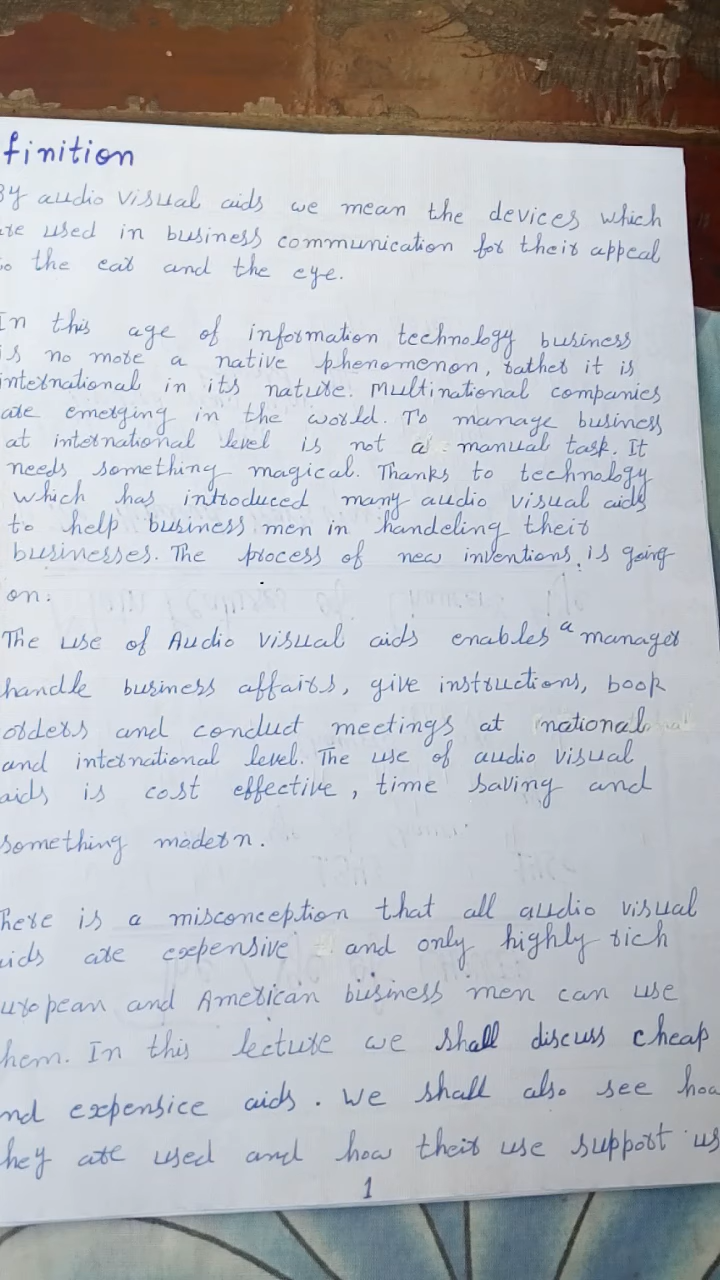 finition
By audio visual aids we mean the devices which
are used in business communication for their appeal
to the ear and the eye.
In this age of information technology business
is no more a native phenomenon, rather it is
international in its nature. Multinational companies
are emerging in the world. To manage business
at international level is not a manual task. It
needs something magical. Thanks to technology
which has introduced many audio visual aids
to help business men in handeling their
businesses. The process of new inventions is going
on.
The use of Audio visual aids enables a manager
handle business affairs, give instructions, book
orders and conduct meetings at national
and international level. The use of audio visual
aids is cost effective, time saving and
something modern.
here is a misconception that all audio visual
ids are expensive and only highly rich
uropean and American business men can use
hem. In this lecture we shall discuss cheap
nd expensice aids. We shall also see how
hey are used and how their use support us
1